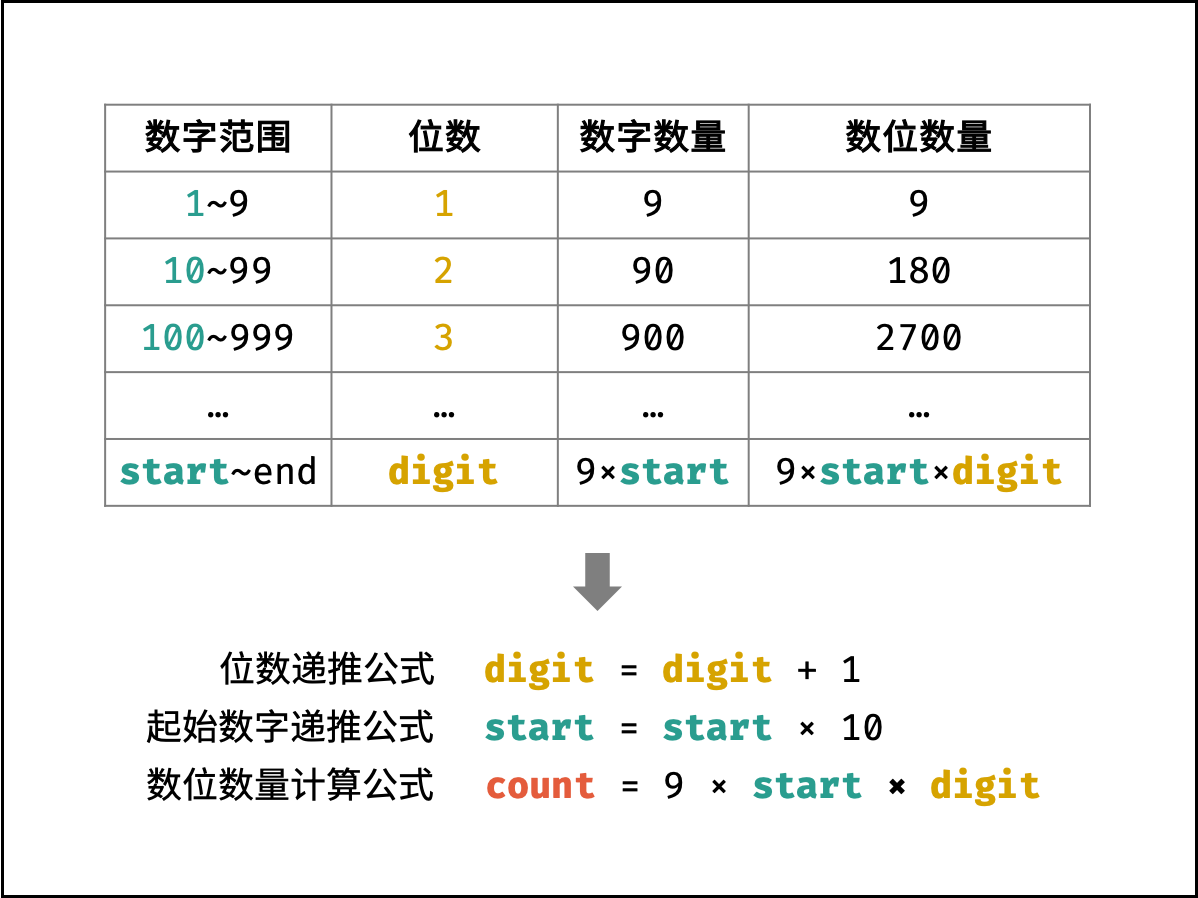 数字范围 位数 数字数量 数位数量
1~9 1 9 9
10~99 2 90 180
100~999 3 900 2700
… … … …
start~end digit 9×start 9×start×digit
位数递推公式 digit = digit + 1
起始数字递推公式 start = start × 10
数位数量计算公式 count = 9 × start × digit